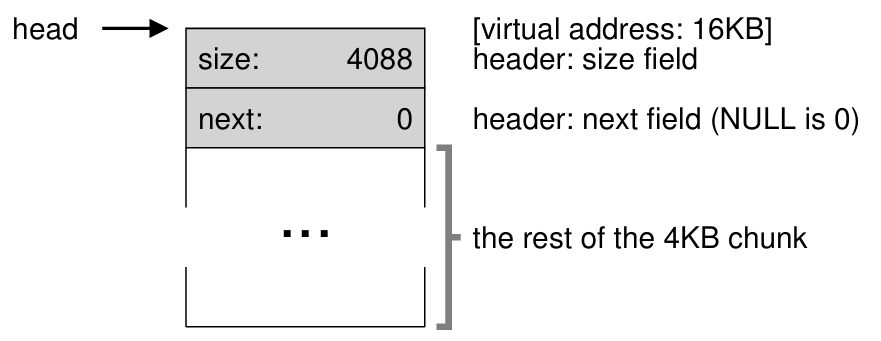 head
[virtual address: 16KB]
size: 4088
header: size field
next: 0
header: next field (NULL is 0)
...
the rest of the 4KB chunk